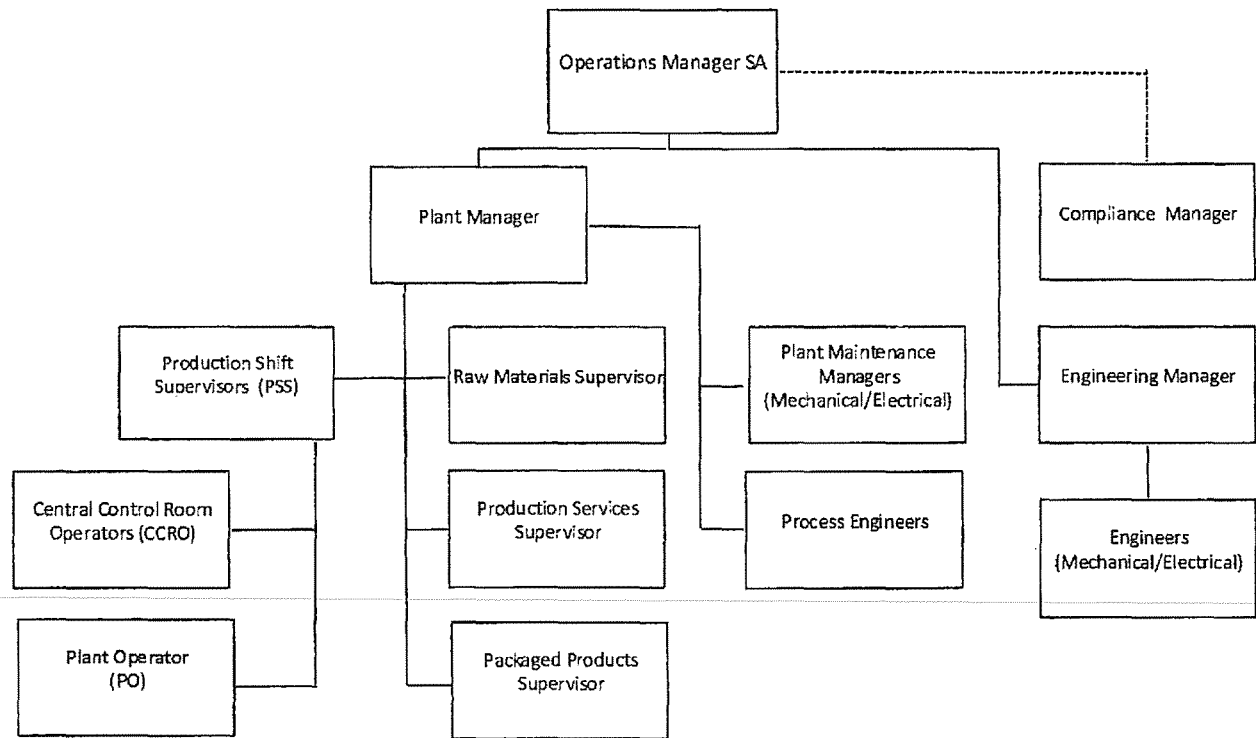 Operations Manager SA
Plant Manager
Compliance Manager
Production Shift
Supervisors (PSS)
Raw Materials Supervisor
Plant Maintenance
Managers
(Mechanical/Electrical)
Engineering Manager
Central Control Room
Operators (CCRO)
Production Services
Supervisor
Process Engineers
Engineers
(Mechanical/Electrical)
Plant Operator
(PO)
Packaged Products
Supervisor